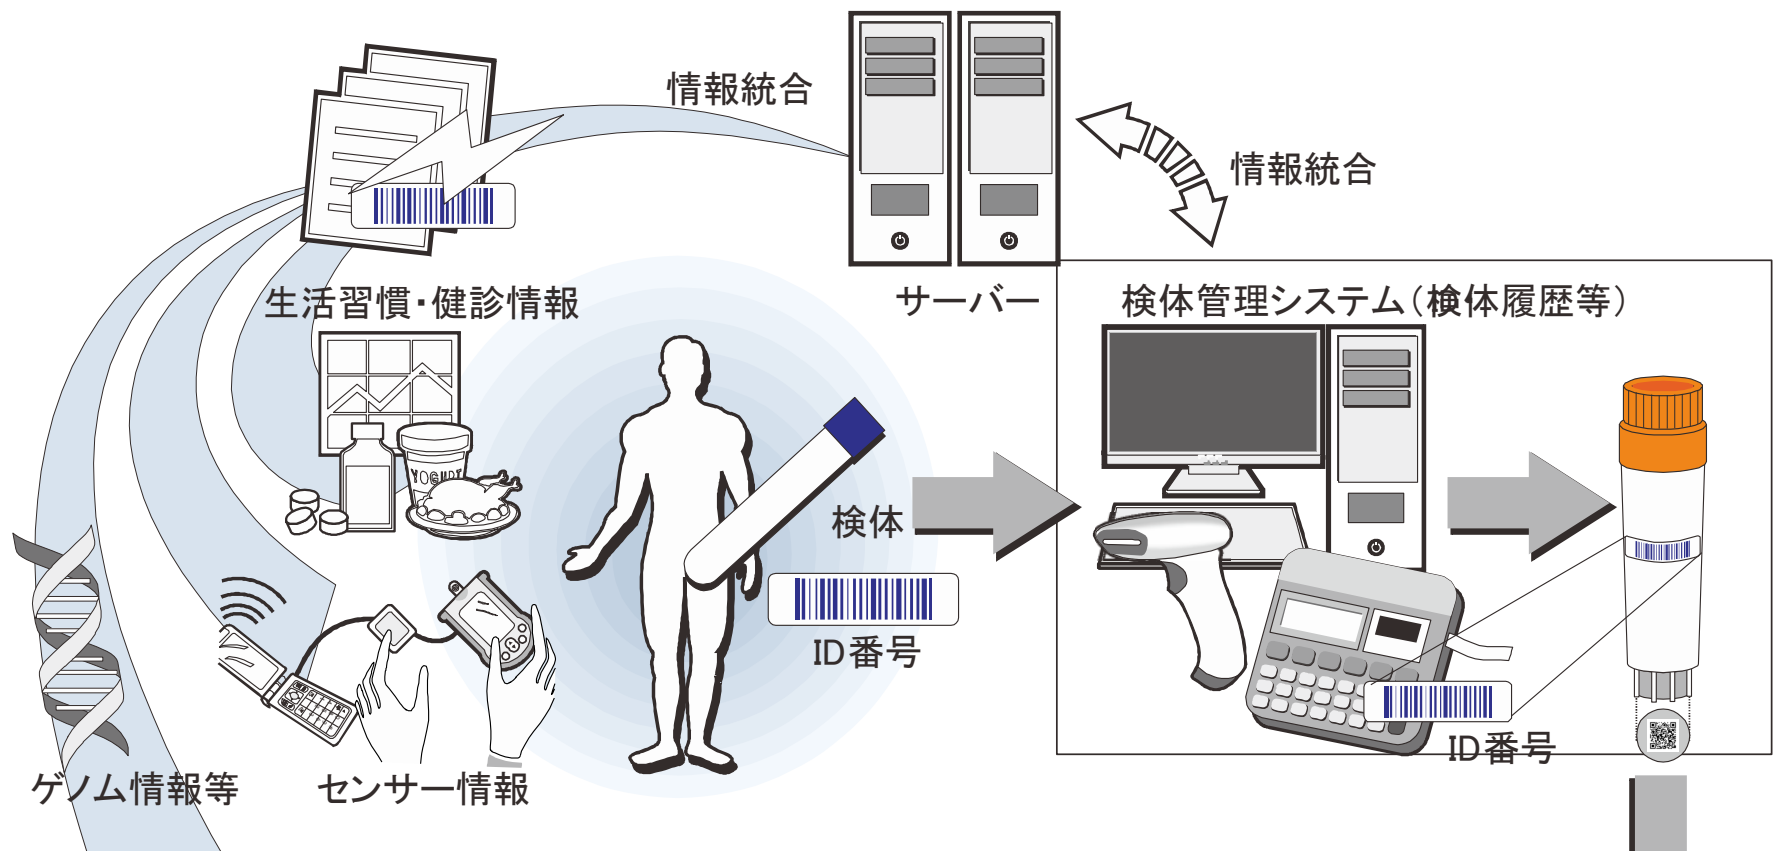 情報統合
情報統合
生活習慣・健診情報
サーバー
検体管理システム（検体履歴等）
YOGURT
検体
ID番号
ID番号
ゲノム情報等
センサー情報